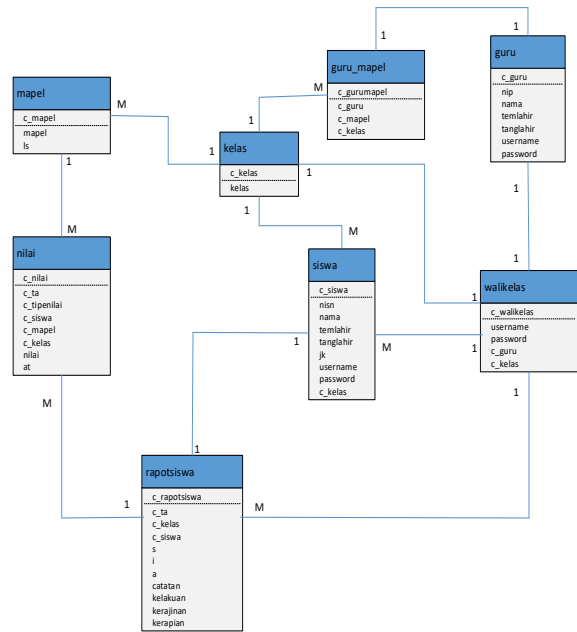 mapel
c_mapel
mapel
ls
guru_mapel
c_gurumapel
c_guru
c_mapel
c_kelas
guru
c_guru
nip
nama
temlahir
tanglahir
username
password
kelas
c_kelas
kelas
nilai
c_nilai
c_ta
c_tipenilai
c_siswa
c_mapel
c_kelas
nilai
at
siswa
c_siswa
nisn
nama
temlahir
tanglahir
jk
username
password
c_kelas
walikelas
c_walikelas
username
password
c_guru
c_kelas
rapotsiswa
c_rapotsiswa
c_ta
c_kelas
c_siswa
s
i
a
catatan
kelakuan
kerajinan
kerapian
1
1
M
M
1
1
1
1
1
M
1
M
1
1
1
1
M
1
M
1
1
1
M